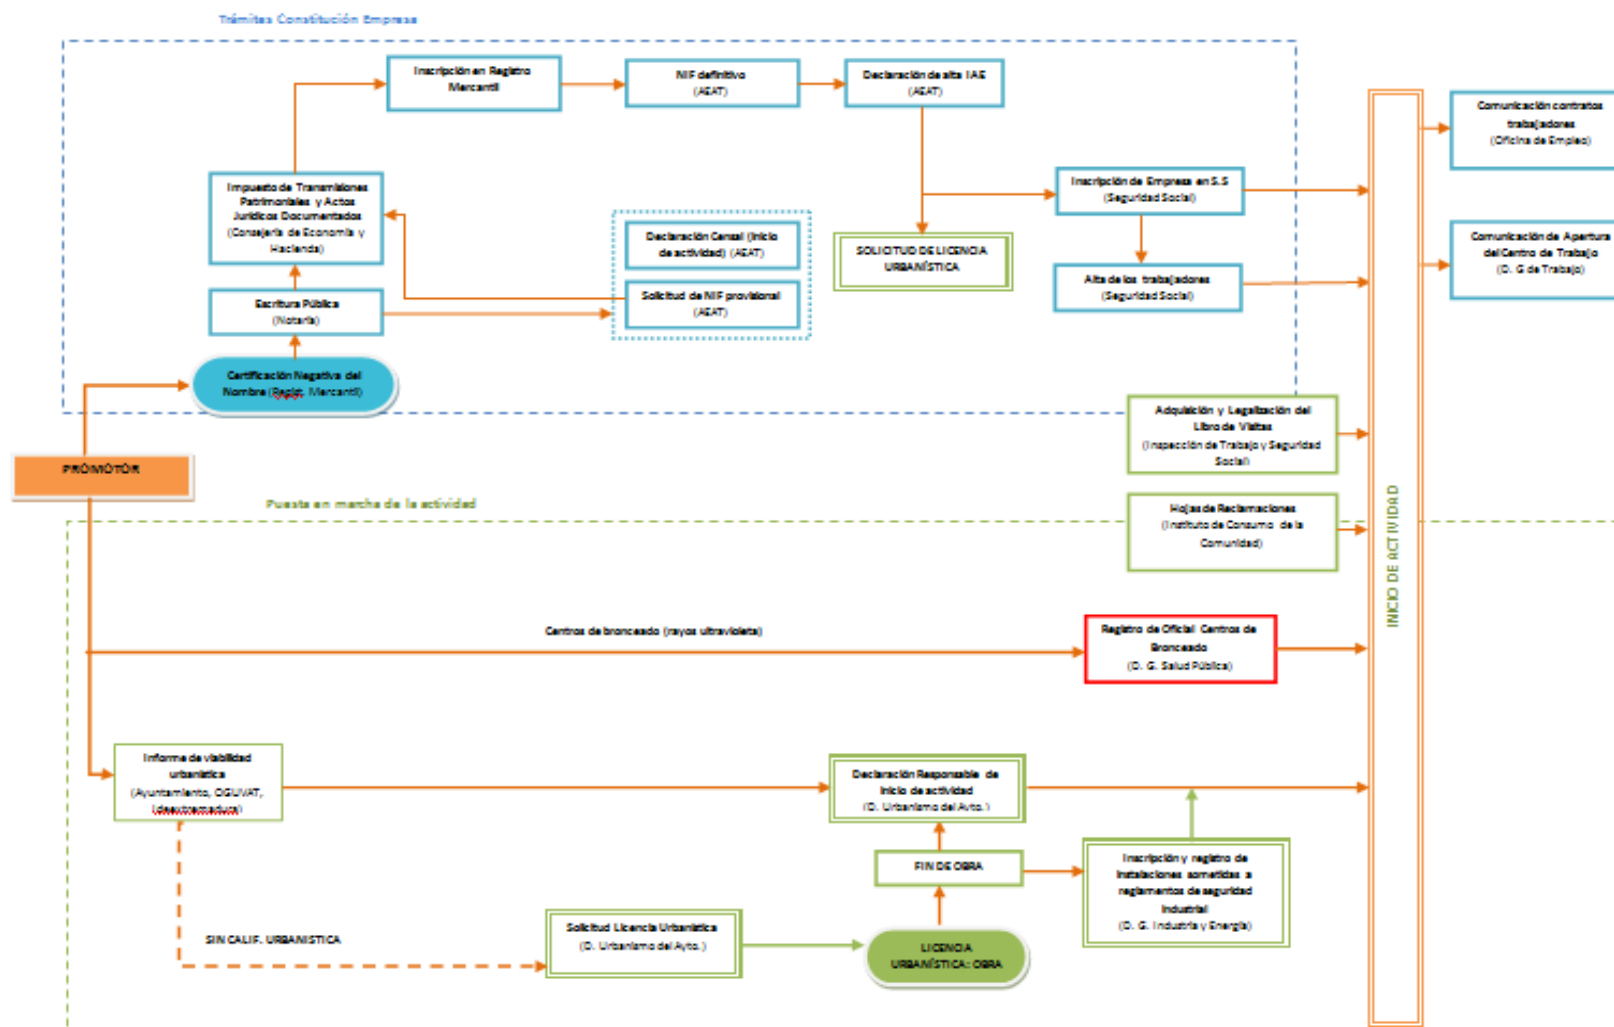 Trámites Constitución Empresa
Inscripción en Registro
Mercantil
NIF definitivo
(AEAT)
Declaración de alta IAE
(AEAT)
Comunicación contratos
trabajadores
(Oficina de Empleo)
Impuesto de Transmisiones
Patrimoniales y Actos
Jurídicos Documentados
(Consejería de Economía y
Hacienda)
Inscripción de Empresa en S.S
(Seguridad Social)
Declaración Censal (Inicio
de actividad) (AEAT)
SOLICITUD DE LICENCIA
URBANÍSTICA
Comunicación de Apertura
del Centro de Trabajo
(D. G de Trabajo)
Escritura Pública
(Notaría)
Solicitud de NIF provisional
(AEAT)
Alta de los trabajadores
(Seguridad Social)
Certificación Negativa del
Nombre (Regist. Mercantil)
Adquisición y Legalización del
Libro de Visitas
(Inspección de Trabajo y Seguridad
Social)
PROMOTOR
Puesta en marcha de la actividad
Hojas de Reclamaciones
(Instituto de Consumo de la
Comunidad)
INICIO DE ACTIVIDAD
Centros de bronceado (rayos ultravioleta)
Registro de Oficial Centros de
Bronceado
(D. G. Salud Pública)
Informe de viabilidad
urbanística
(Ayuntamiento, OGUVAT,
Ideextremadura)
Declaración Responsable de
Inicio de actividad
(D. Urbanismo del Ayto.)
FIN DE OBRA
Inscripción y registro de
Instalaciones sometidas a
reglamentos de seguridad
Industrial
(D. G. Industria y Energía)
SIN CALIF. URBANISTICA
Solicitud Licencia Urbanística
(D. Urbanismo del Ayto.)
LICENCIA
URBANÍSTICA: OBRA